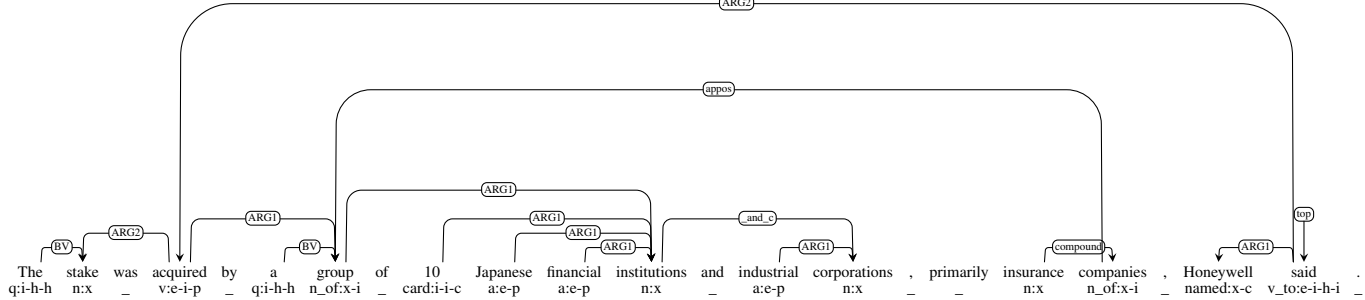 ARG2
appos
ARG1
ARG1 _and_c top
BV ARG2 ARG1 BV ARG1 ARG1 ARG1 compound ARG1
The stake was acquired by a group of 10 Japanese financial institutions and industrial corporations , primarily insurance companies , Honeywell said .
q:i-h-h n:x _ v:e-i-p _ q:i-h-h n_of:x-i _ card:i-i-c a:e-p a:e-p n:x _ a:e-p n:x _ _ n:x n_of:x-i _ named:x-c v_to:e-i-h-i _